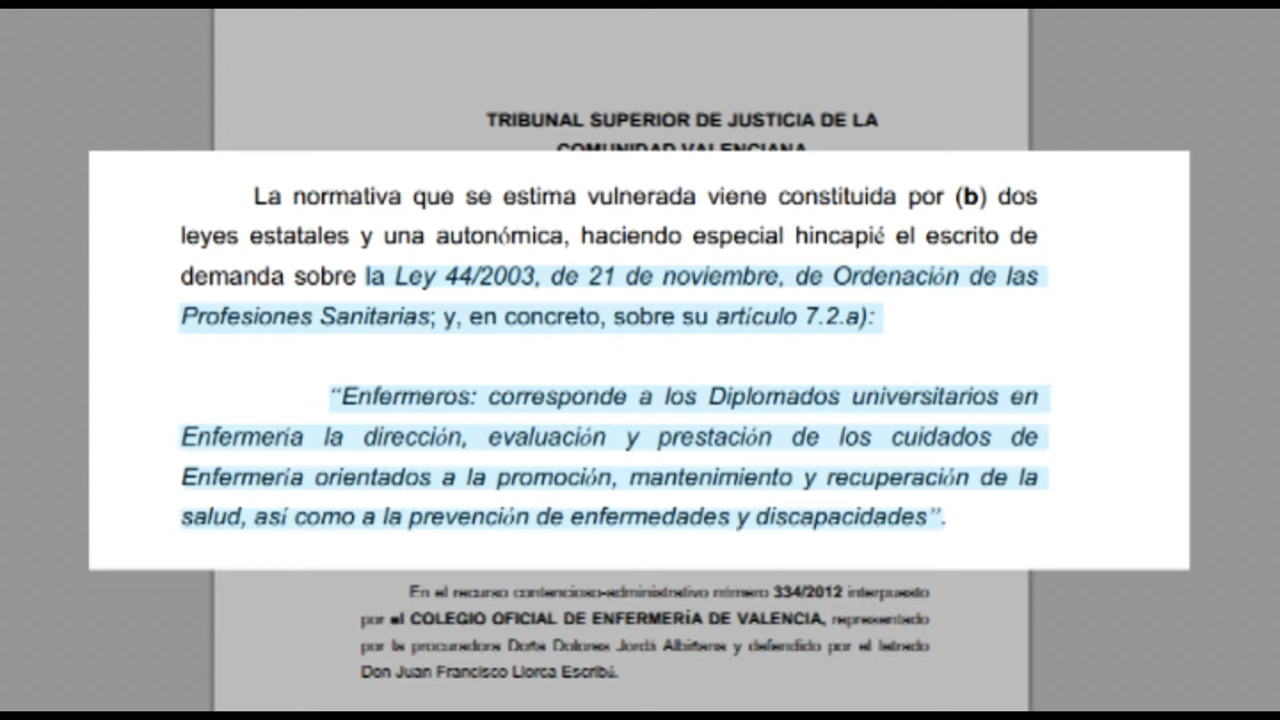 TRIBUNAL SUPERIOR DE JUSTICIA DE LA
COMUNIDAD VALENCIANA
La normativa que se estima vulnerada viene constituida por (b) dos
leyes estatales y una autonómica, haciendo especial hincapié el escrito de
demanda sobre la Ley 44/2003, de 21 de noviembre, de Ordenación de las
Profesiones Sanitarias; y, en concreto, sobre su artículo 7.2.a):
“Enfermeros: corresponde a los Diplomados universitarios en
Enfermería la dirección, evaluación y prestación de los cuidados de
Enfermería orientados a la promoción, mantenimiento y recuperación de la
salud, así como a la prevención de enfermedades y discapacidades”.
En el recurso contencioso-administrativo número 334/2012 interpuesto
por el COLEGIO OFICIAL DE ENFERMERÍA DE VALENCIA, representado
por la procuradora Doña Dolores Jordá Albiñana y defendido por el letrado
Don Juan Francisco Llorca Escribá.